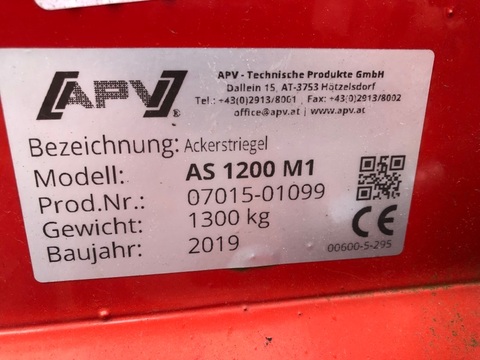 APV®
APV - Technische Produkte GmbH
Dallein 15, AT-3753 Hötzelsdorf
Tel.: +43(0)2913/8001 | Fax: +43(0)2913/8002
office@apv.at | www.apv.at
Bezeichnung: Ackerstriegel
Modell: AS 1200 M1
Prod.Nr.: 07015-01099
Gewicht: 1300 kg
Baujahr: 2019
CE
00600-5-295